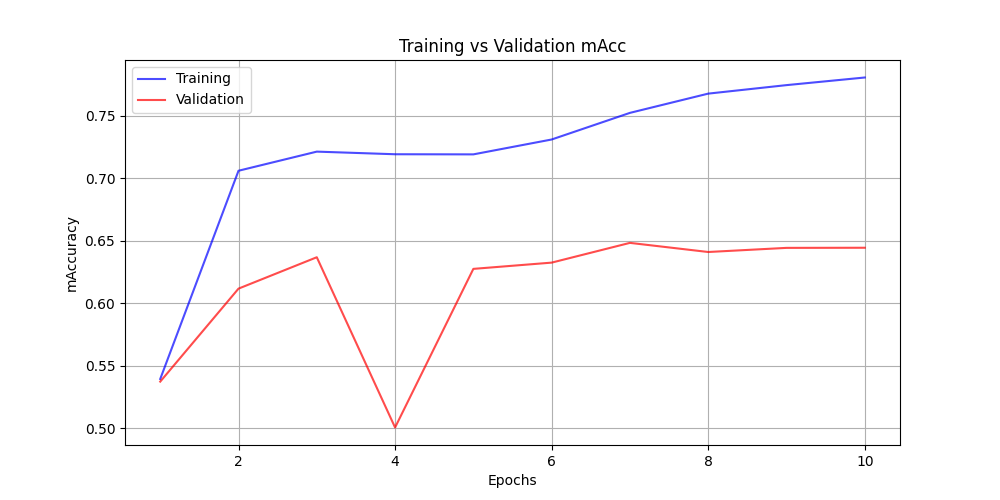 Training vs Validation mAcc
Training
Validation
mAccuracy
0.75
0.70
0.65
0.60
0.55
0.50
2 4 6 8 10
Epochs